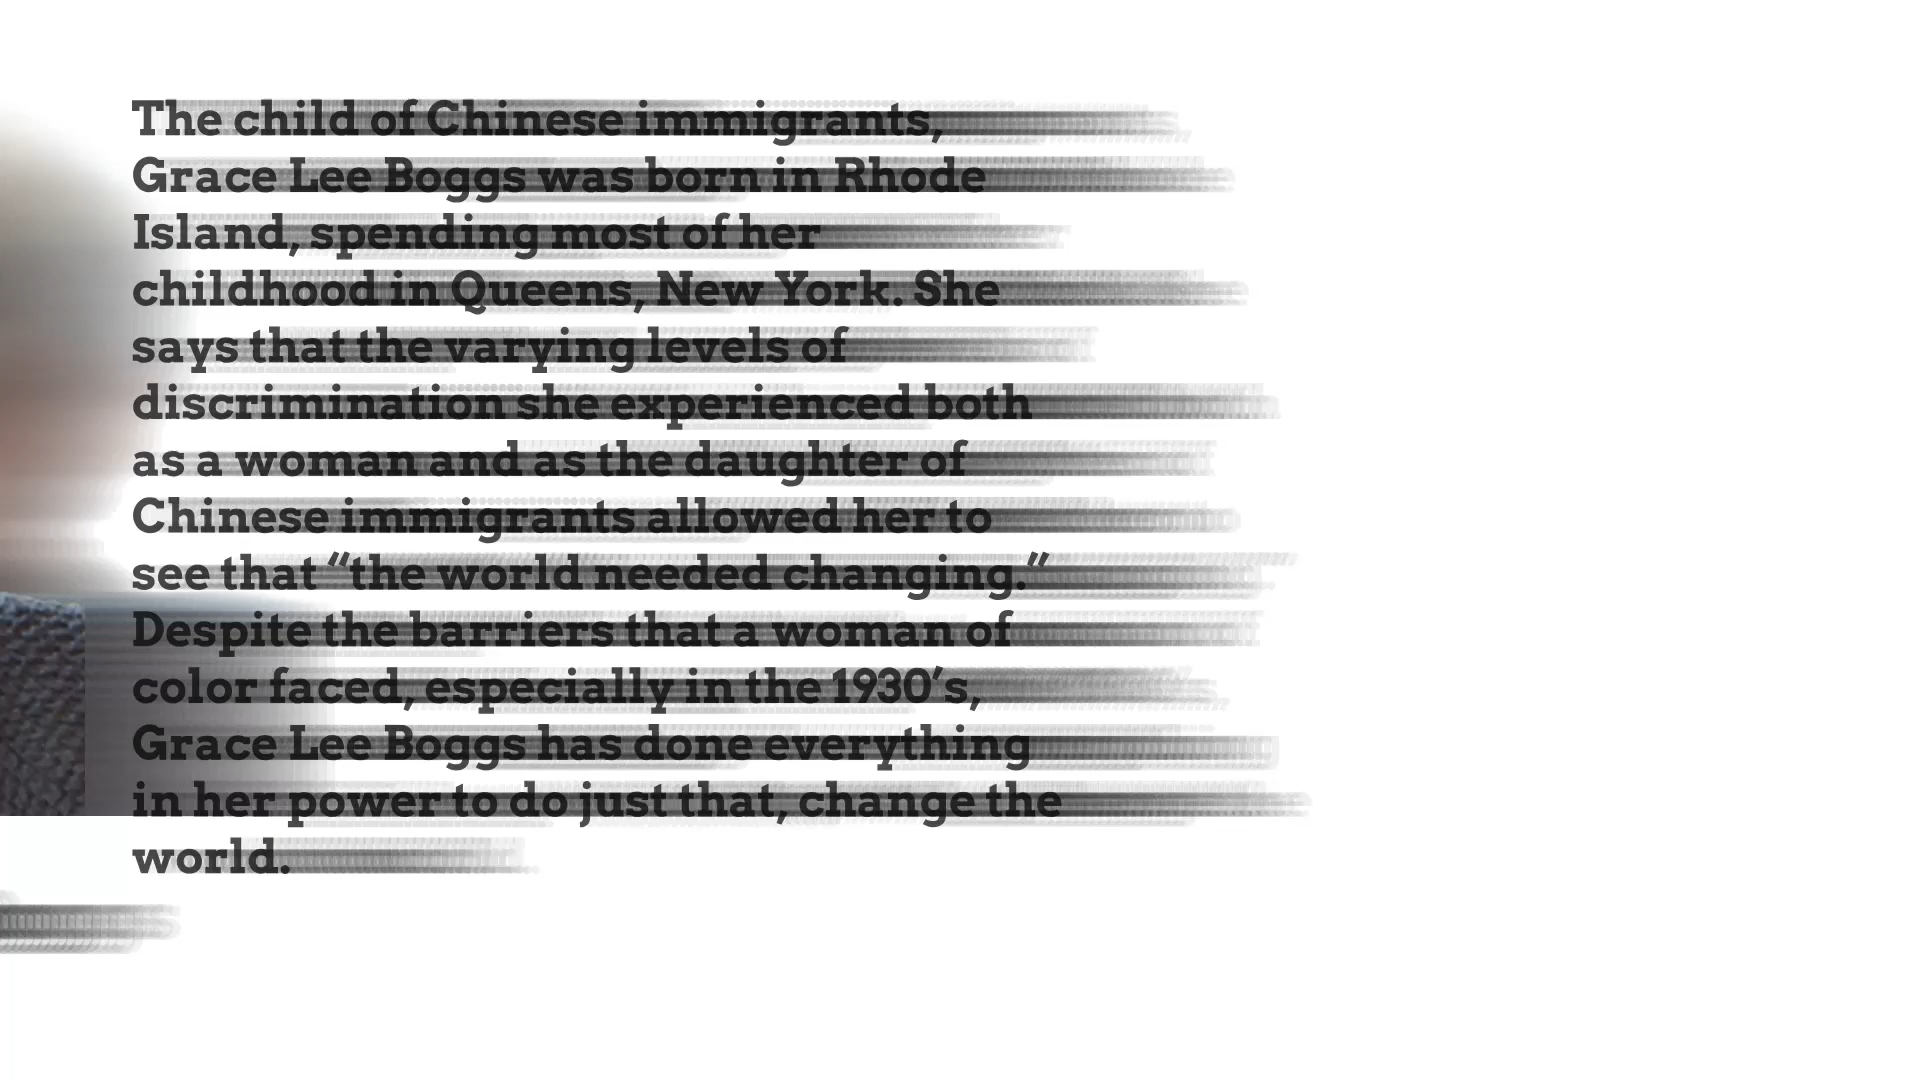 The child of Chinese immigrants,
Grace Lee Boggs was born in Rhode
Island, spending most of her
childhood in Queens, New York. She
says that the varying levels of
discrimination she experienced both
as a woman and as the daughter of
Chinese immigrants allowed her to
see that “the world needed changing.”
Despite the barriers that a woman of
color faced, especially in the 1930’s,
Grace Lee Boggs has done everything
in her power to do just that, change the
world.